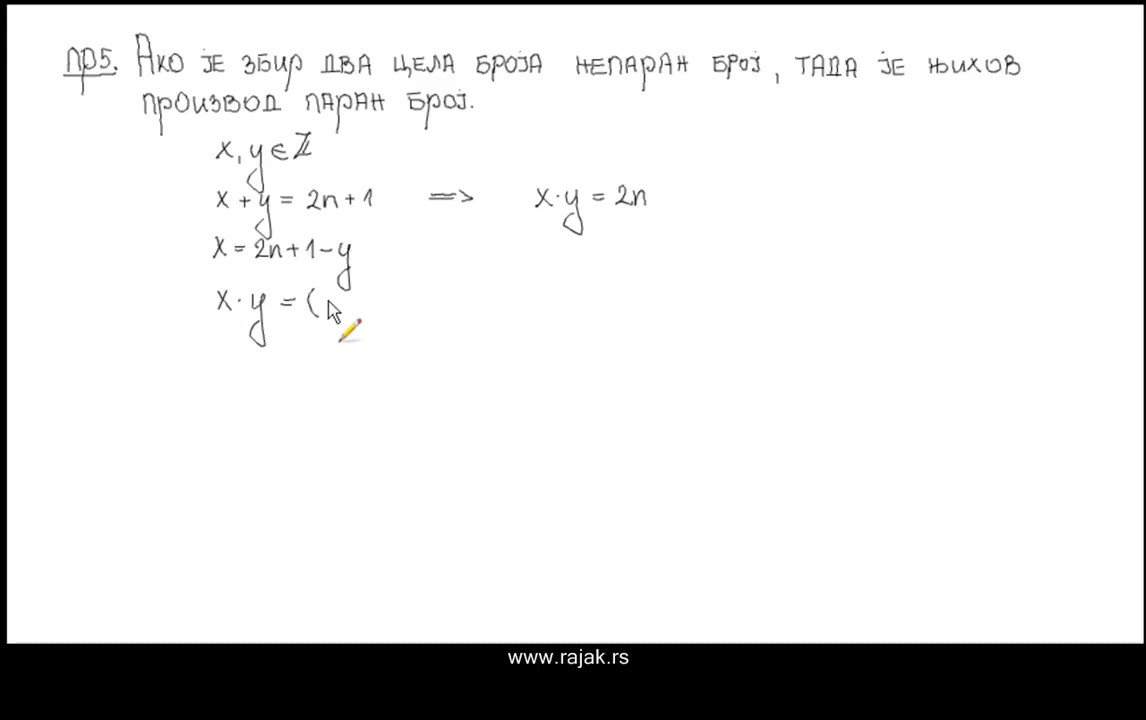 Пр5. Ако је збир два цела броја непаран број, тада је њихов
производ паран број.
x, y ∈ ℤ
x + y = 2n + 1 ⟹ x · y = 2n
x = 2n + 1 − y
x · y = (
www.rajak.rs